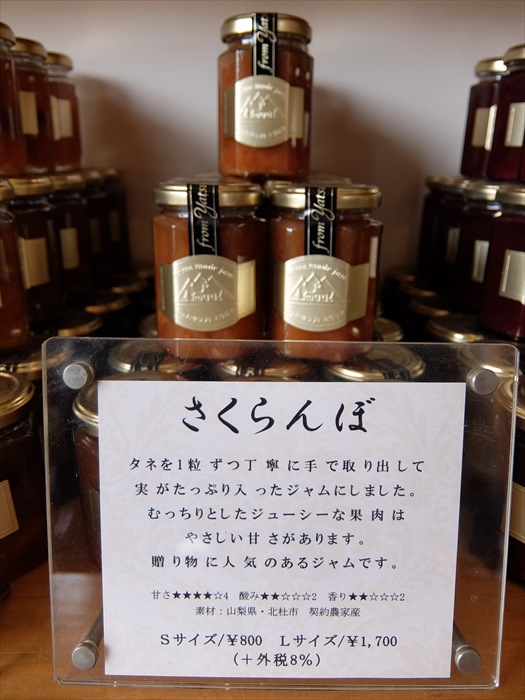 from Yatsu
from Yatsu
from Yatsu
さくらんぼ
タネを1粒ずつ丁寧に手で取り出して
実がたっぷり入ったジャムにしました。
むっちりとしたジューシーな果肉は
やさしい甘さがあります。
贈り物に人気のあるジャムです。
甘さ★★★★☆4 酸み★★☆☆☆2 香り★★☆☆☆2
素材：山梨県・北杜市 契約農家産
Sサイズ/¥800 Lサイズ/¥1,700
(＋外税8%)